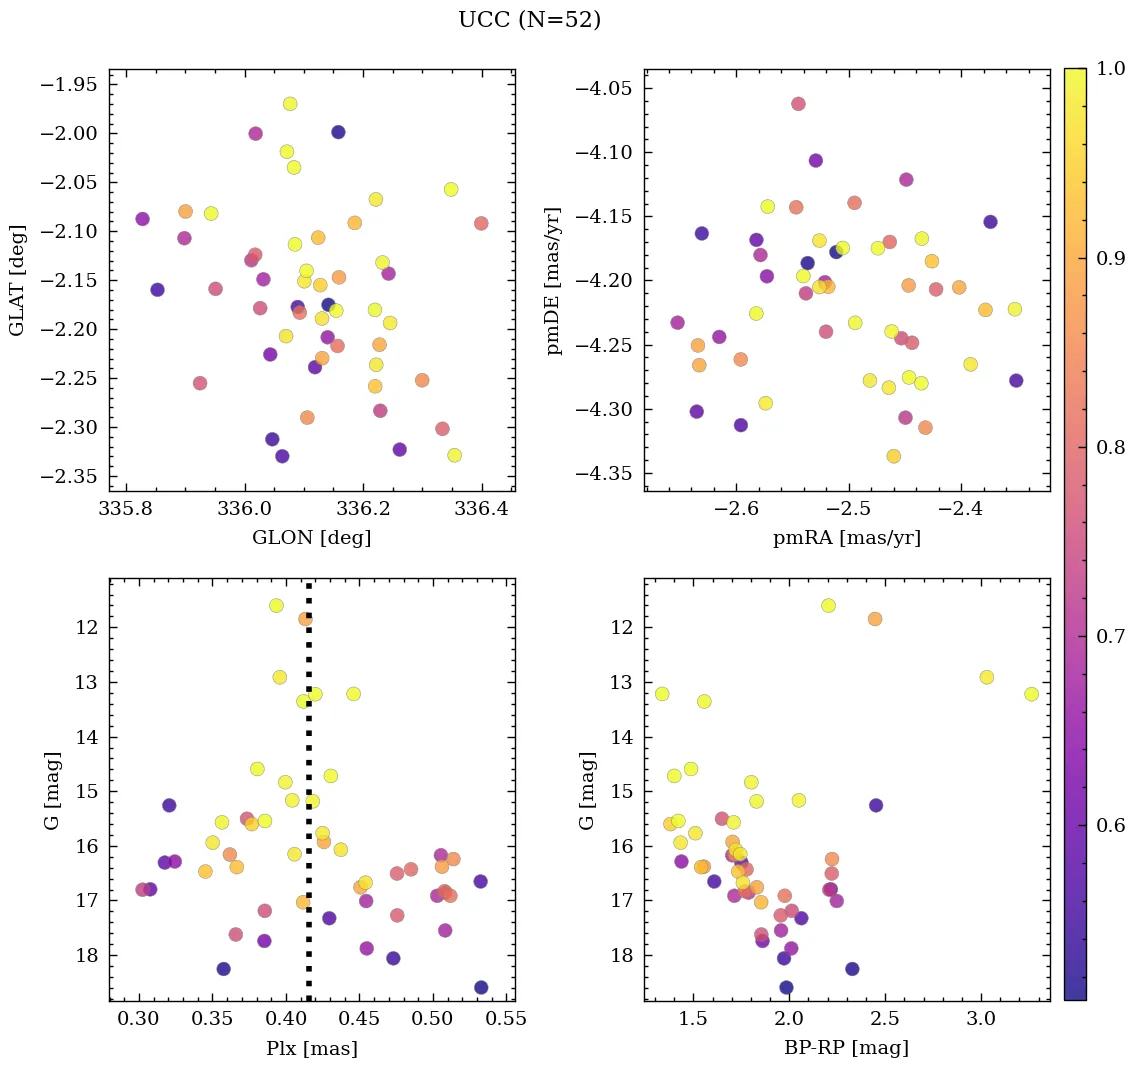 UCC (N=52)
−1.95
−2.00
−2.05
−2.10
−2.15
−2.20
−2.25
−2.30
−2.35
GLAT [deg]
335.8 336.0 336.2 336.4
GLON [deg]
−4.05
−4.10
−4.15
−4.20
−4.25
−4.30
−4.35
pmDE [mas/yr]
−2.6 −2.5 −2.4
pmRA [mas/yr]
1.0
0.9
0.8
0.7
0.6
12
13
14
15
16
17
18
G [mag]
0.30 0.35 0.40 0.45 0.50 0.55
Plx [mas]
12
13
14
15
16
17
18
G [mag]
1.5 2.0 2.5 3.0
BP-RP [mag]